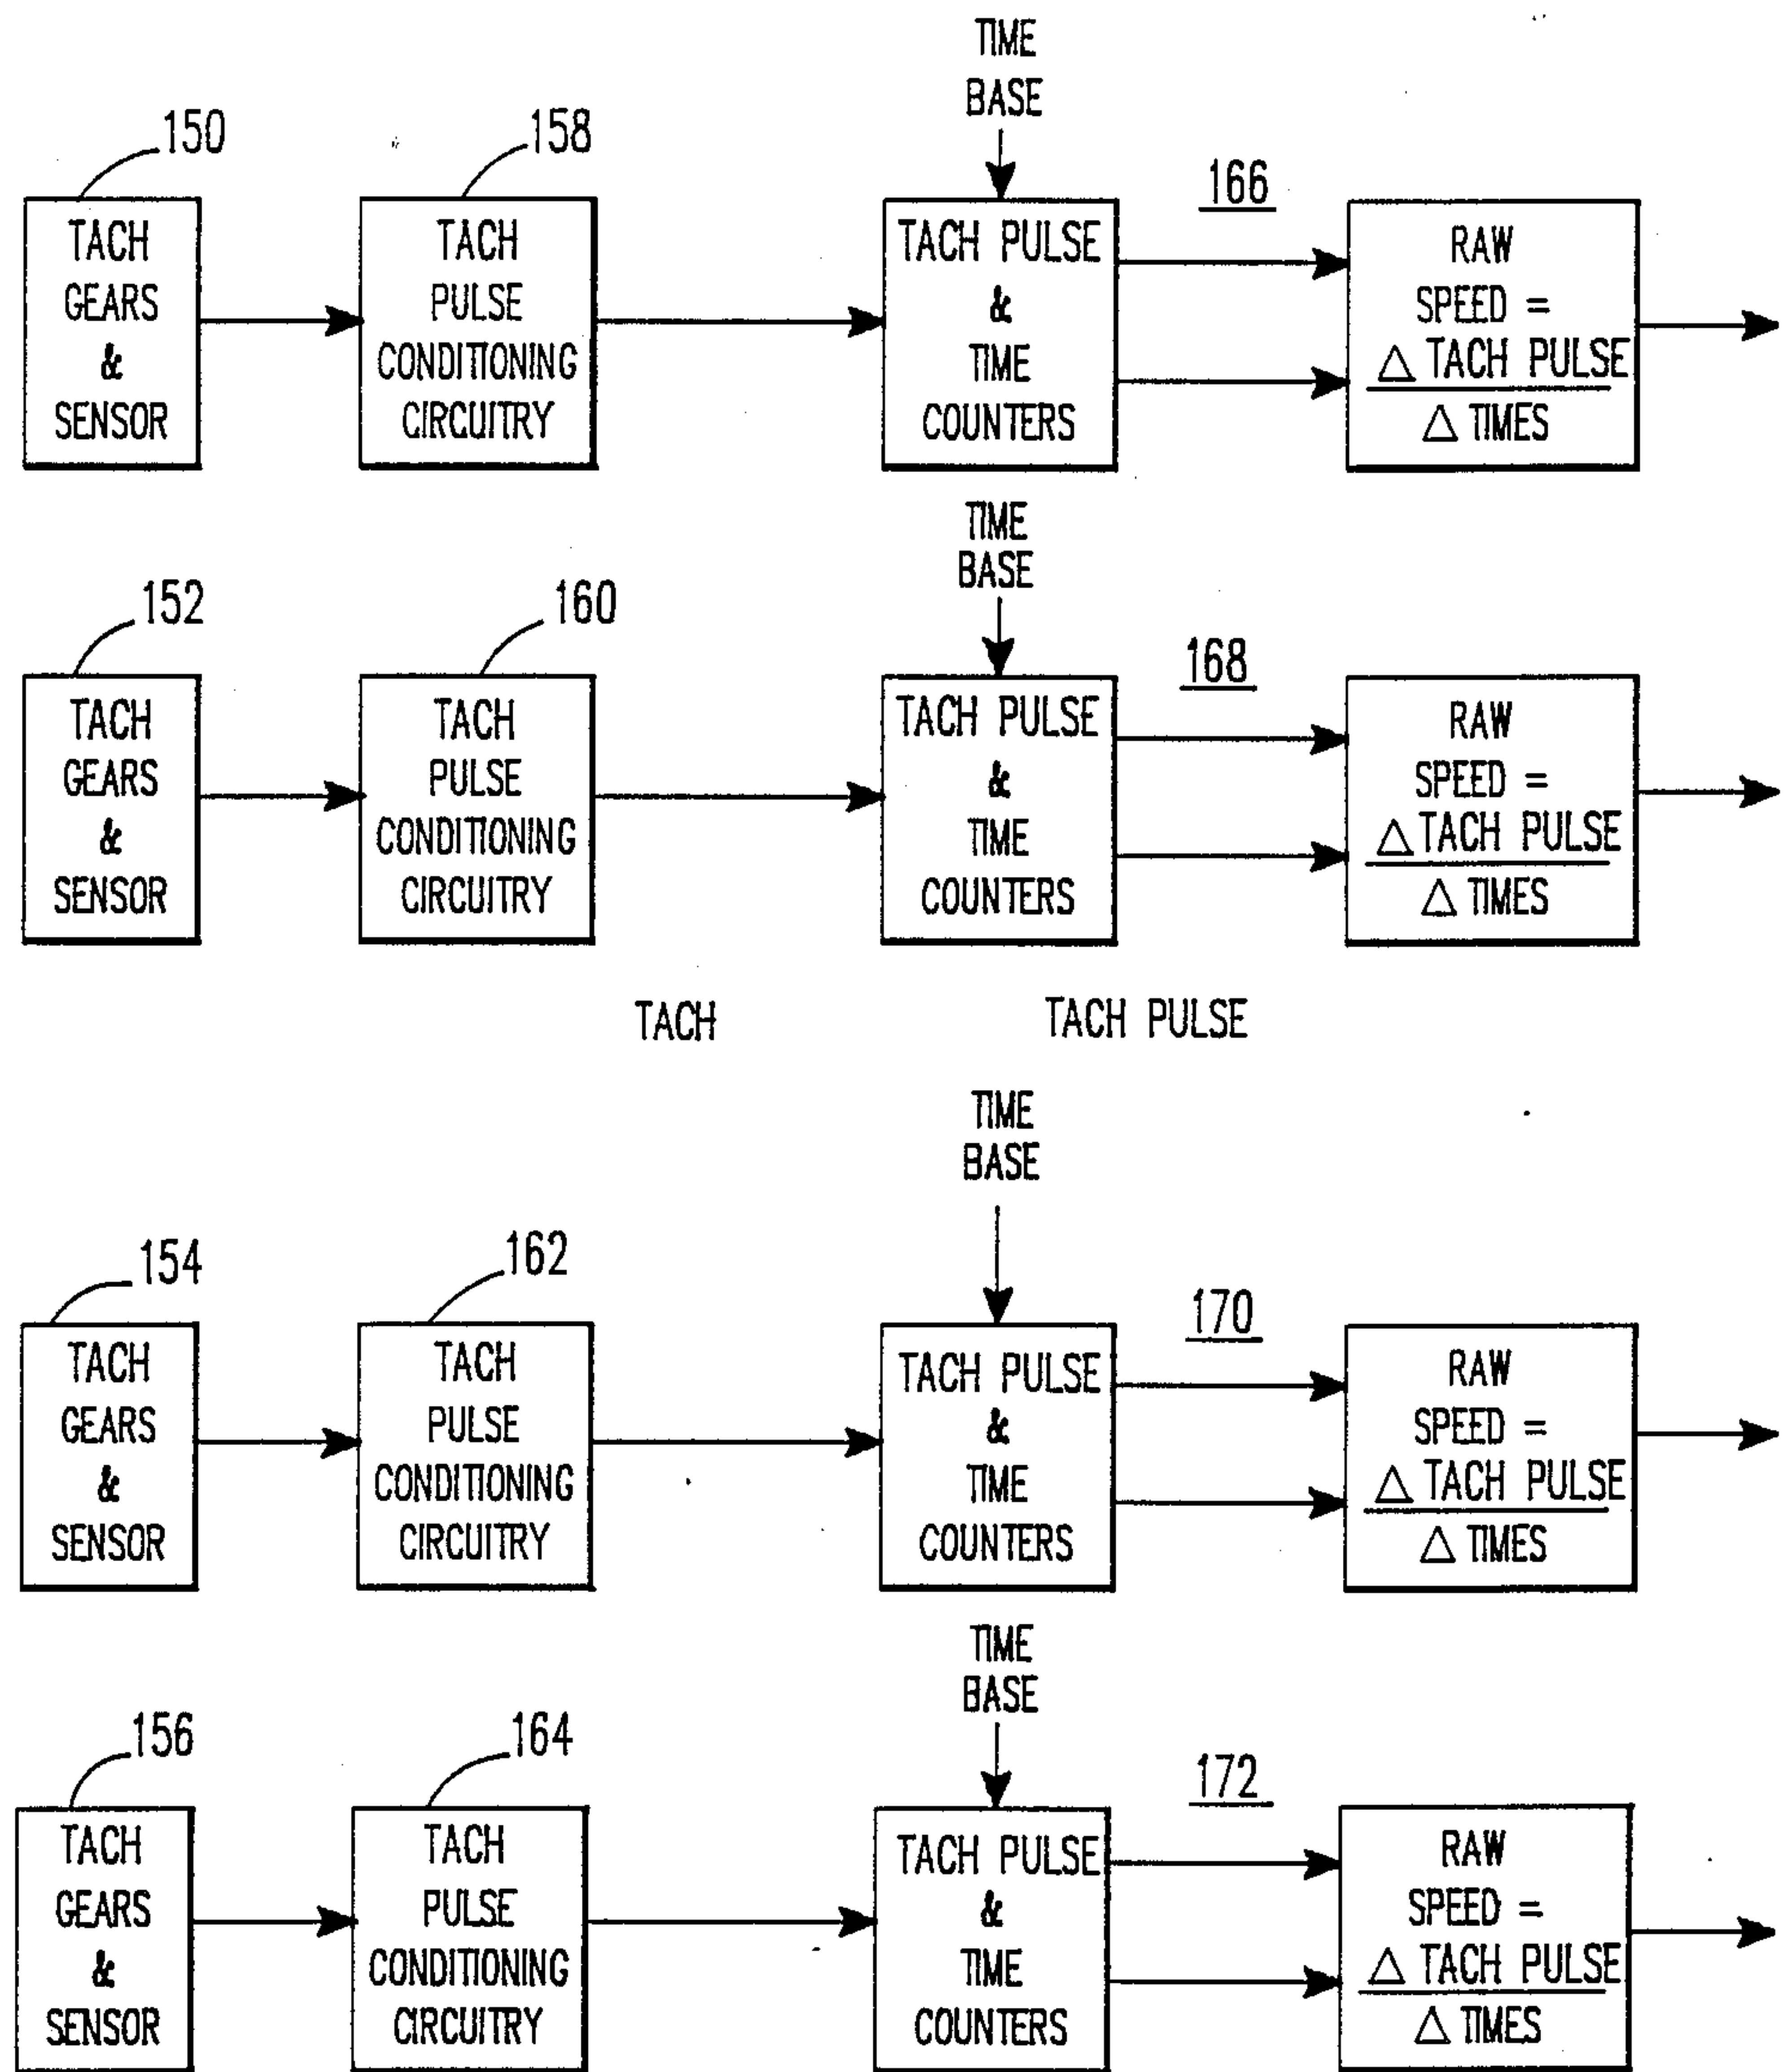 TIME
BASE
150
158
166
TACH
GEARS
&
SENSOR
TACH
PULSE
CONDITIONING
CIRCUITRY
TACH PULSE
&
TIME
COUNTERS
RAW
SPEED =
△ TACH PULSE
△ TIMES
TIME
BASE
152
160
168
TACH
GEARS
&
SENSOR
TACH
PULSE
CONDITIONING
CIRCUITRY
TACH PULSE
&
TIME
COUNTERS
RAW
SPEED =
△ TACH PULSE
△ TIMES
TACH
TACH PULSE
TIME
BASE
154
162
170
TACH
GEARS
&
SENSOR
TACH
PULSE
CONDITIONING
CIRCUITRY
TACH PULSE
&
TIME
COUNTERS
RAW
SPEED =
△ TACH PULSE
△ TIMES
TIME
BASE
156
164
172
TACH
GEARS
&
SENSOR
TACH
PULSE
CONDITIONING
CIRCUITRY
TACH PULSE
&
TIME
COUNTERS
RAW
SPEED =
△ TACH PULSE
△ TIMES